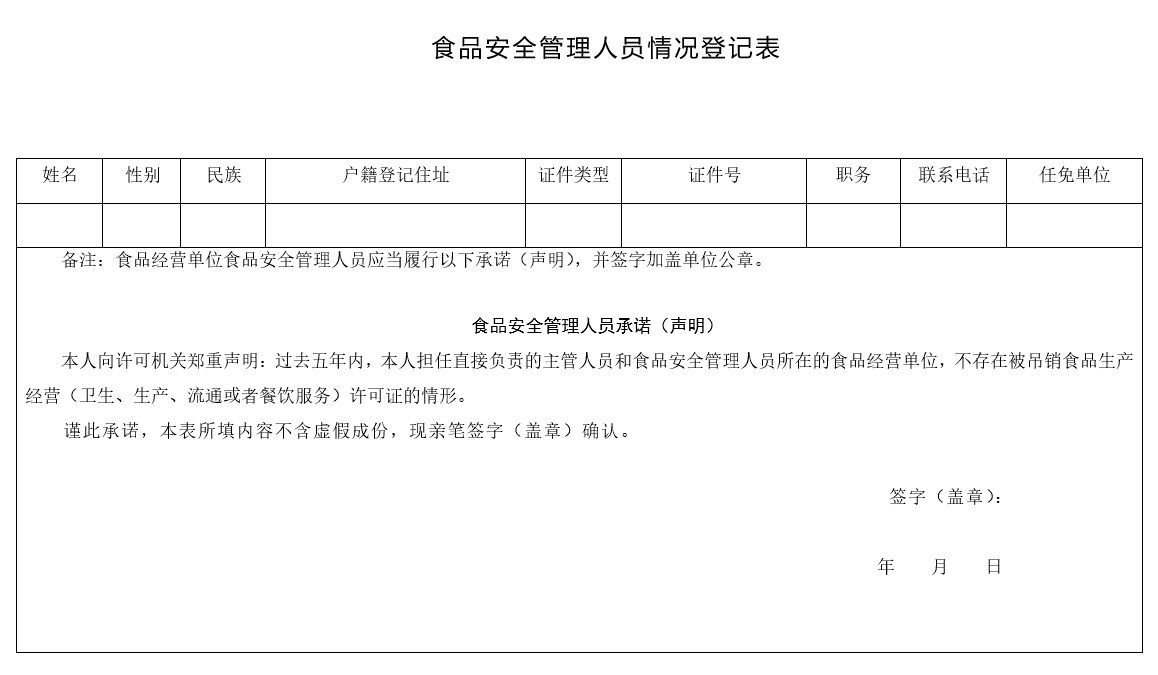 食品安全管理人员情况登记表
姓名 性别 民族 户籍登记住址 证件类型 证件号 职务 联系电话 任免单位
备注：食品经营单位食品安全管理人员应当履行以下承诺（声明），并签字加盖单位公章。
食品安全管理人员承诺（声明）
本人向许可机关郑重声明：过去五年内，本人担任直接负责的主管人员和食品安全管理人员所在的食品经营单位，不存在被吊销食品生产
经营（卫生、生产、流通或者餐饮服务）许可证的情形。
谨此承诺，本表所填内容不含虚假成份，现亲笔签字（盖章）确认。
签字（盖章）：
年 月 日